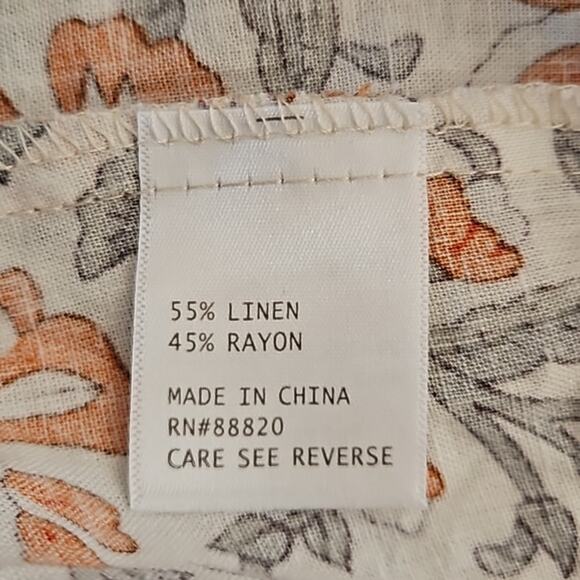 55% LINEN
45% RAYON
MADE IN CHINA
RN#88820
CARE SEE REVERSE